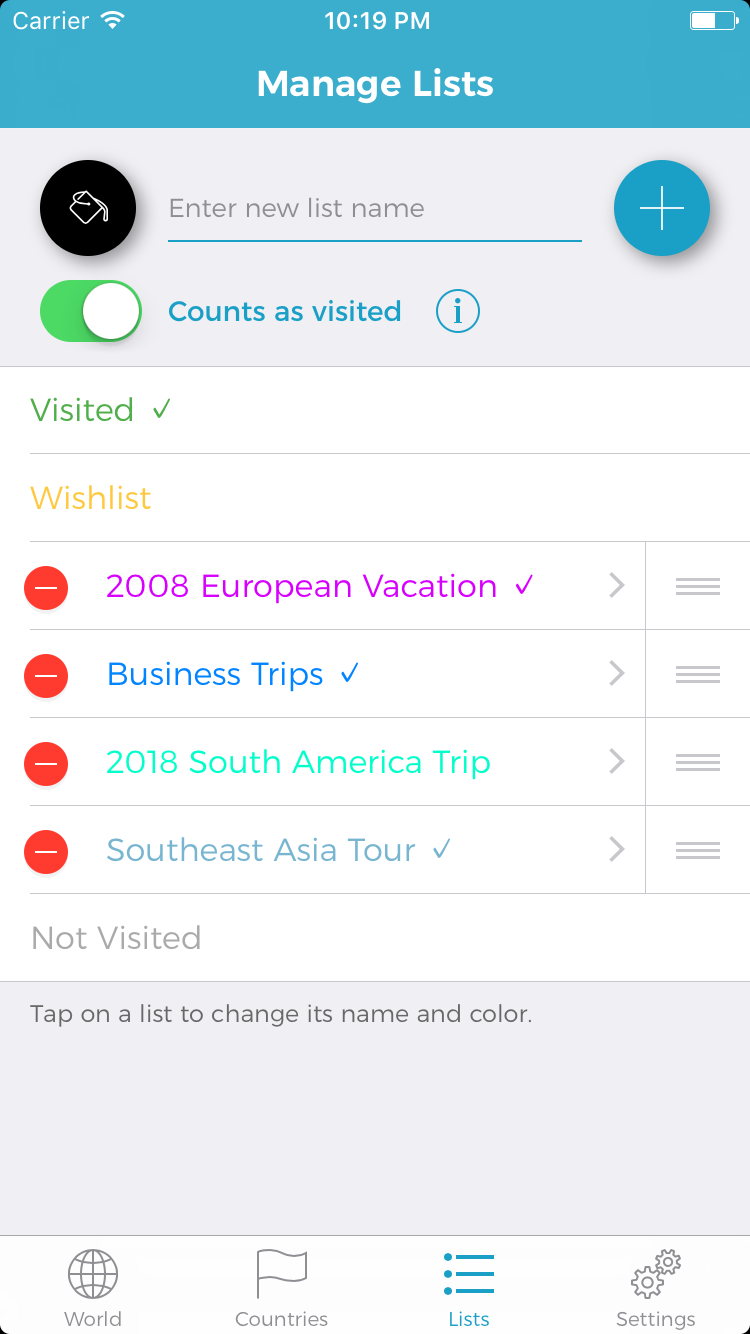 Carrier 10:19 PM
Manage Lists
Enter new list name
Counts as visited i
Visited ✓
Wishlist
2008 European Vacation ✓
Business Trips ✓
2018 South America Trip
Southeast Asia Tour ✓
Not Visited
Tap on a list to change its name and color.
World Countries Lists Settings